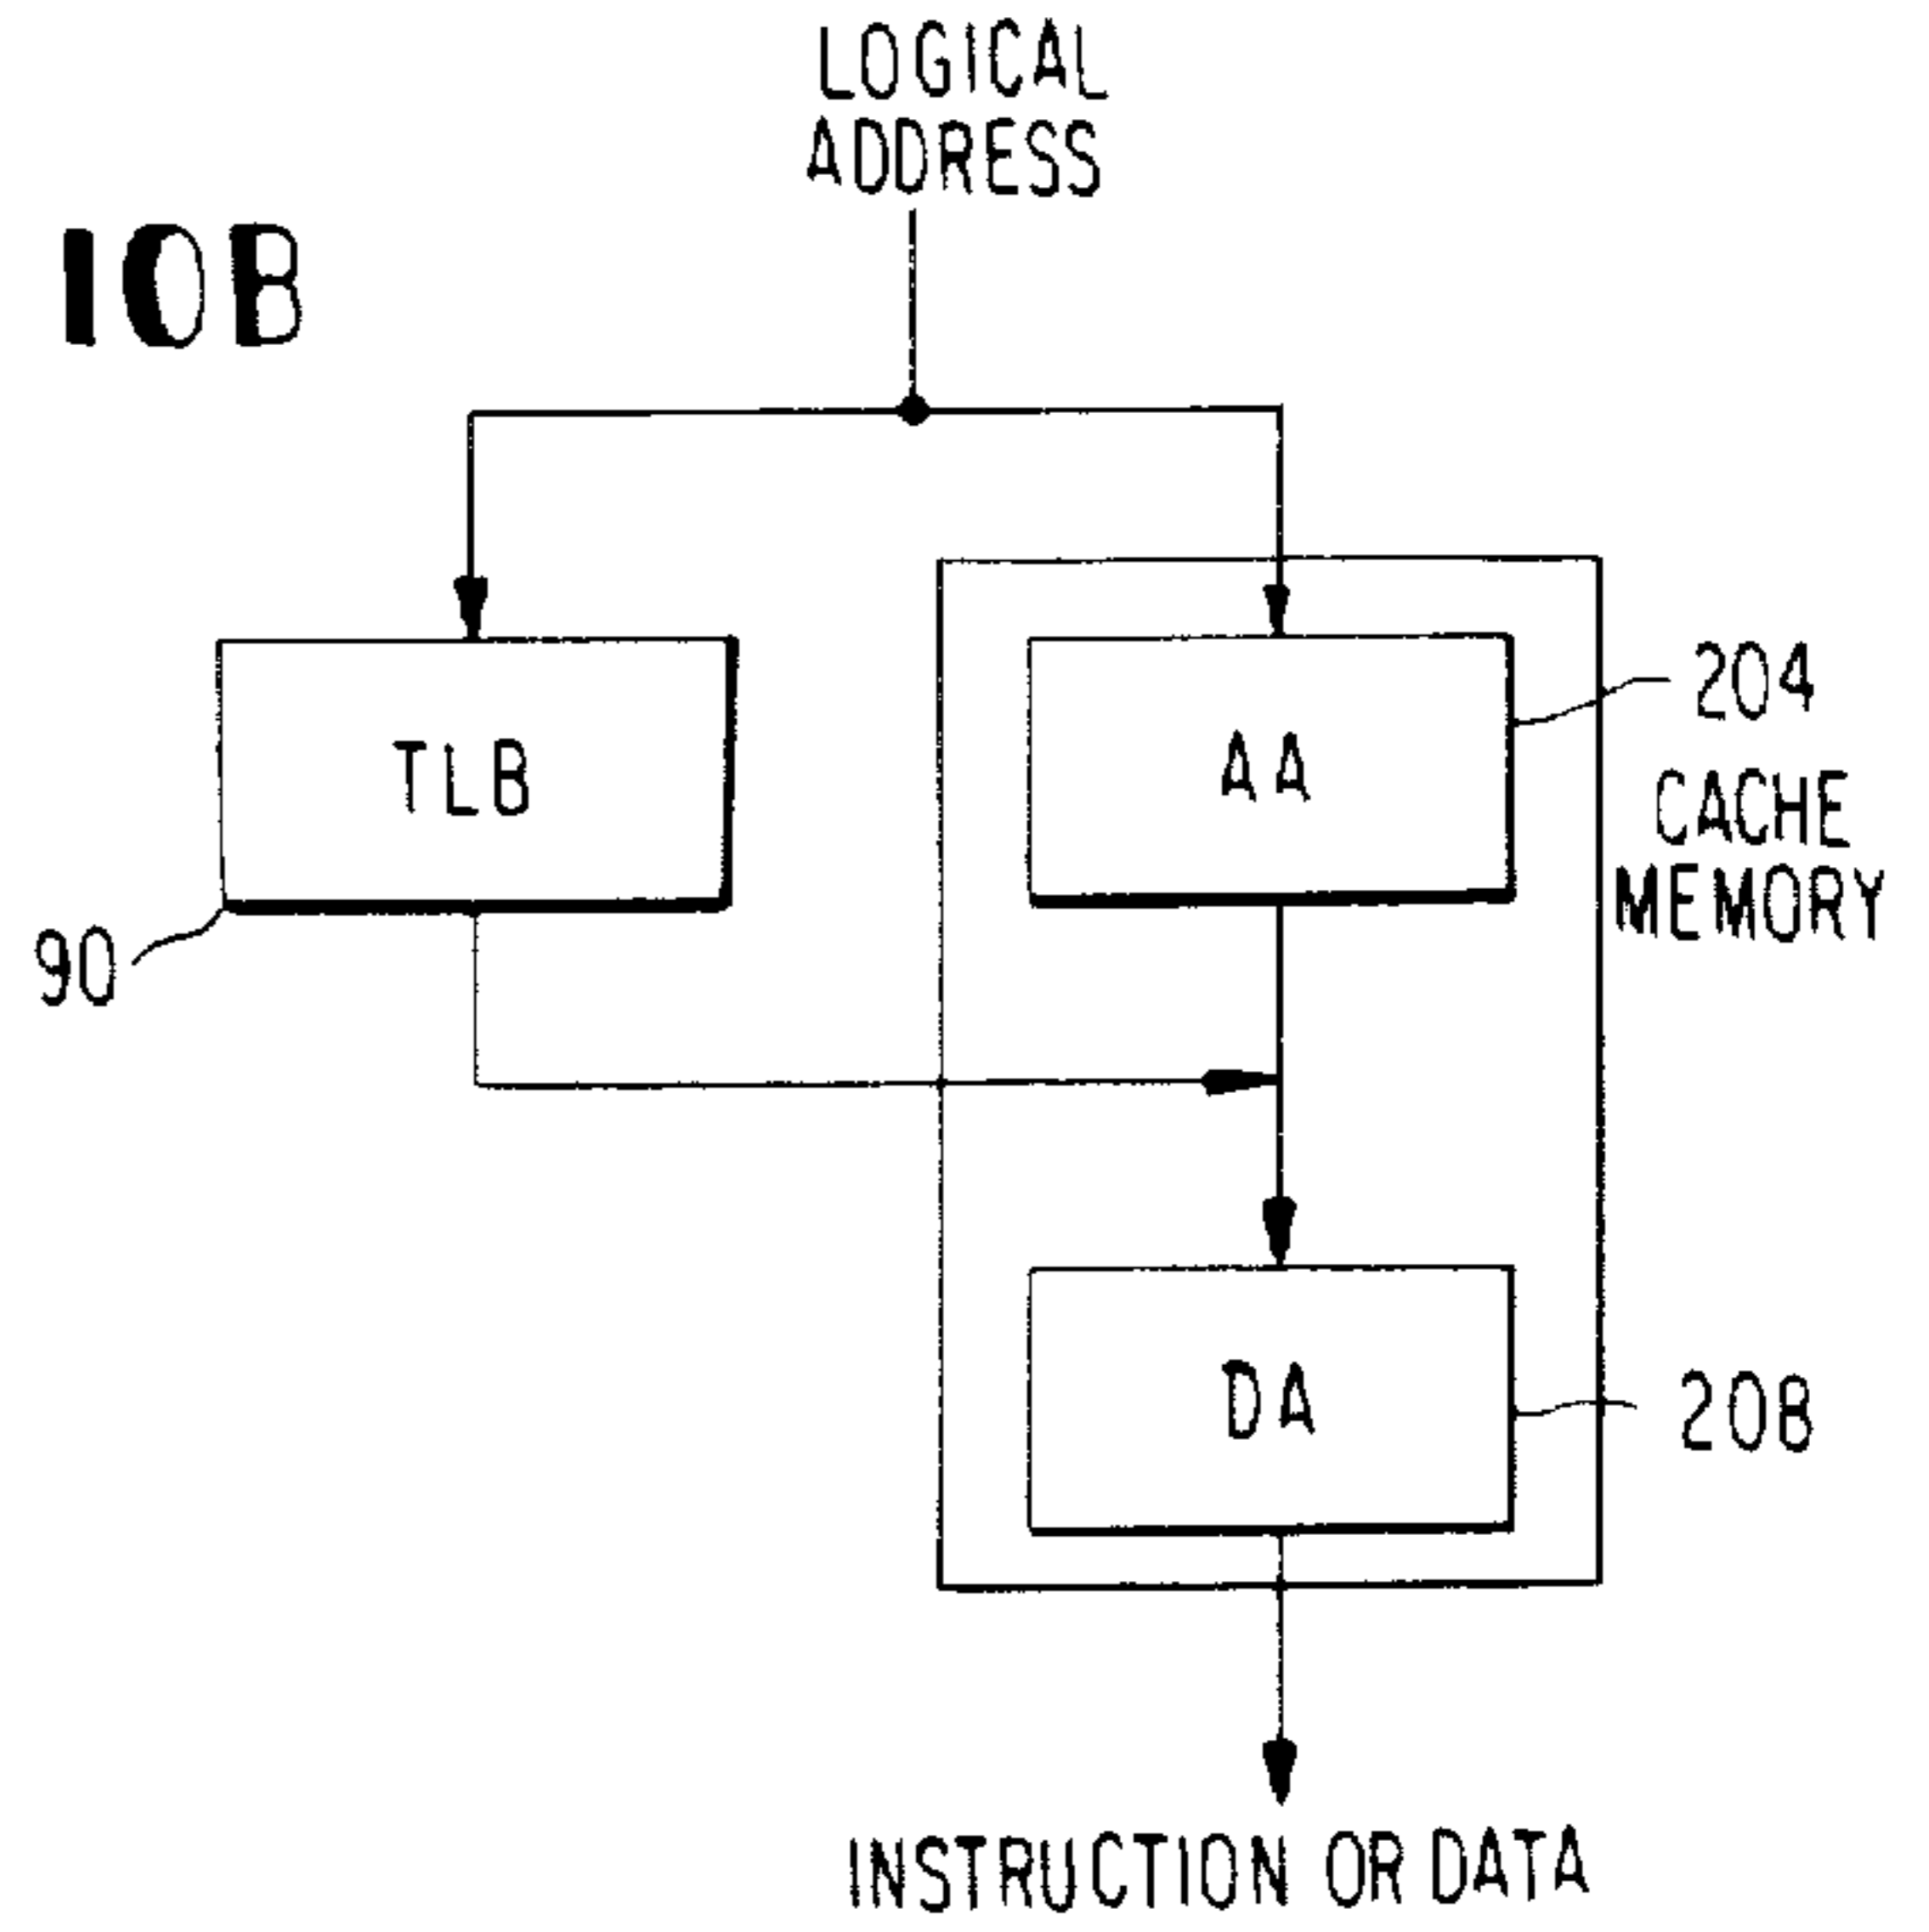 LOGICAL
ADDRESS
10B
TLB
AA
204
CACHE
MEMORY
90
DA
208
INSTRUCTION OR DATA